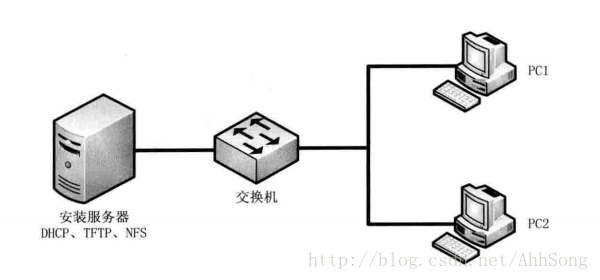 PC1
交换机
安装服务器
DHCP、TFTP、NFS
PC2
http://blog.csdn.net/AhhSong